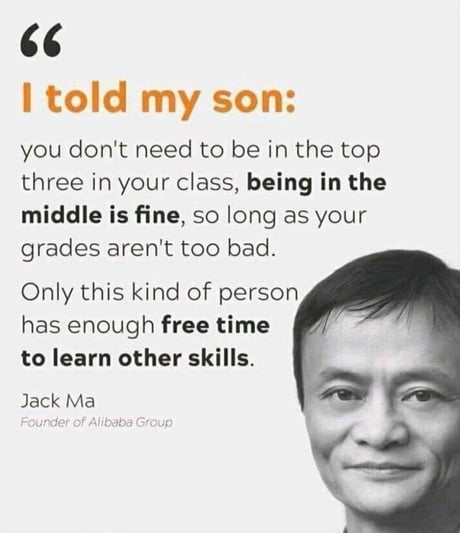 “
I told my son:
you don't need to be in the top
three in your class, being in the
middle is fine, so long as your
grades aren't too bad.
Only this kind of person
has enough free time
to learn other skills.
Jack Ma
Founder of Alibaba Group